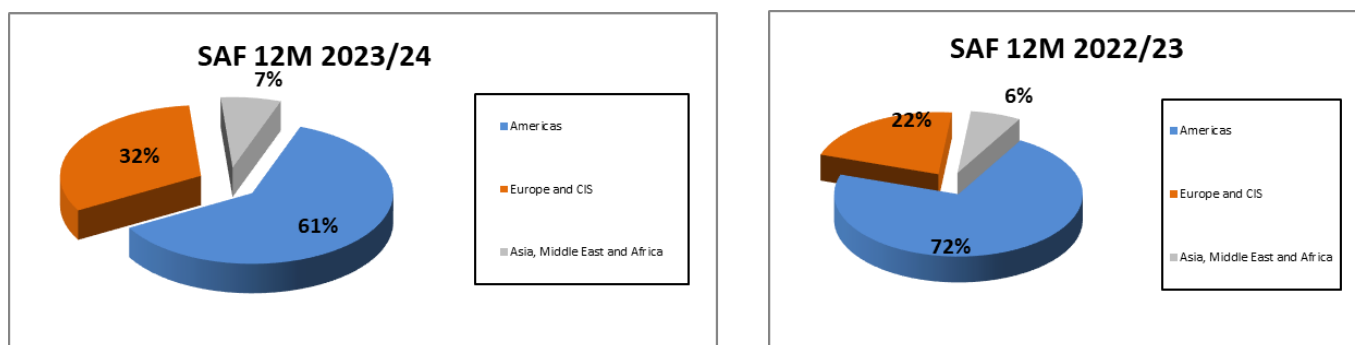 SAF 12M 2023/24
7%
32%
61%
Americas
Europe and CIS
Asia, Middle East and Africa
SAF 12M 2022/23
6%
22%
72%
Americas
Europe and CIS
Asia, Middle East and Africa